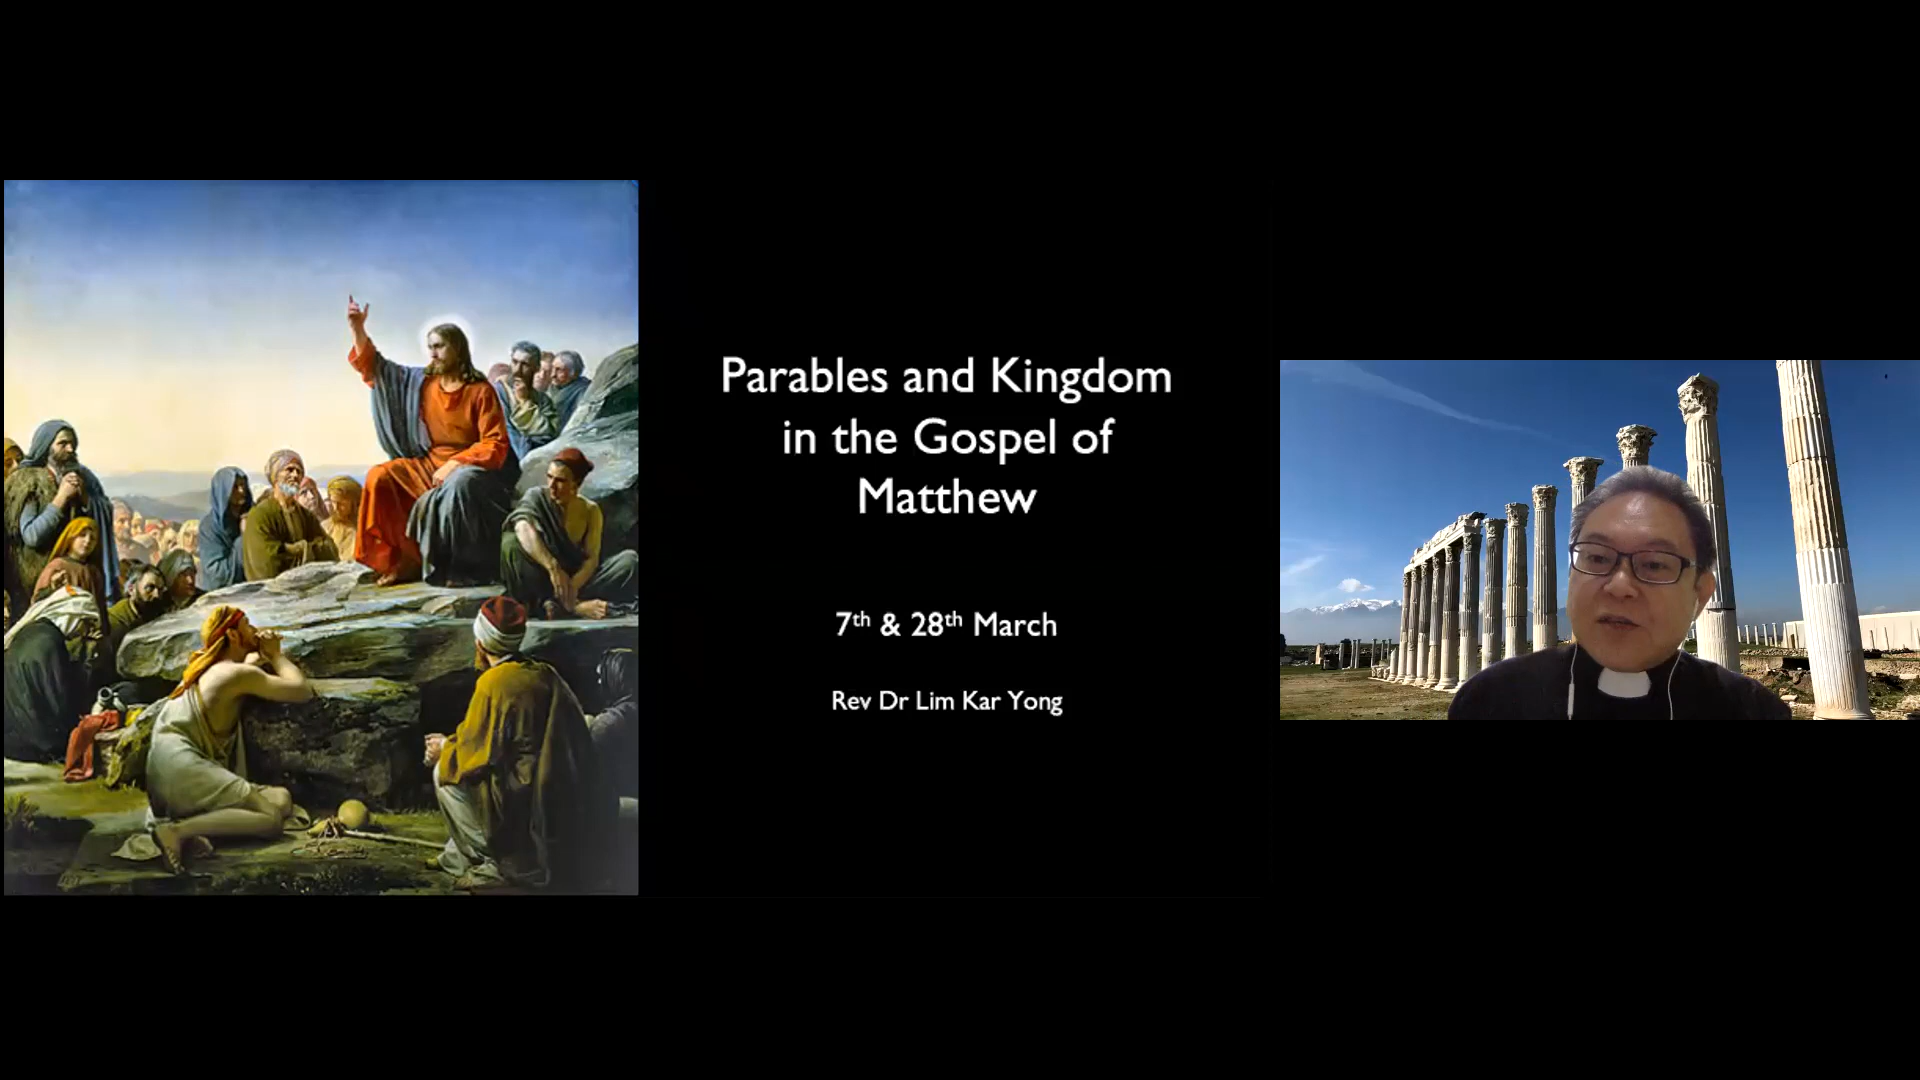 Parables and Kingdom
in the Gospel of
Matthew
7th & 28th March
Rev Dr Lim Kar Yong